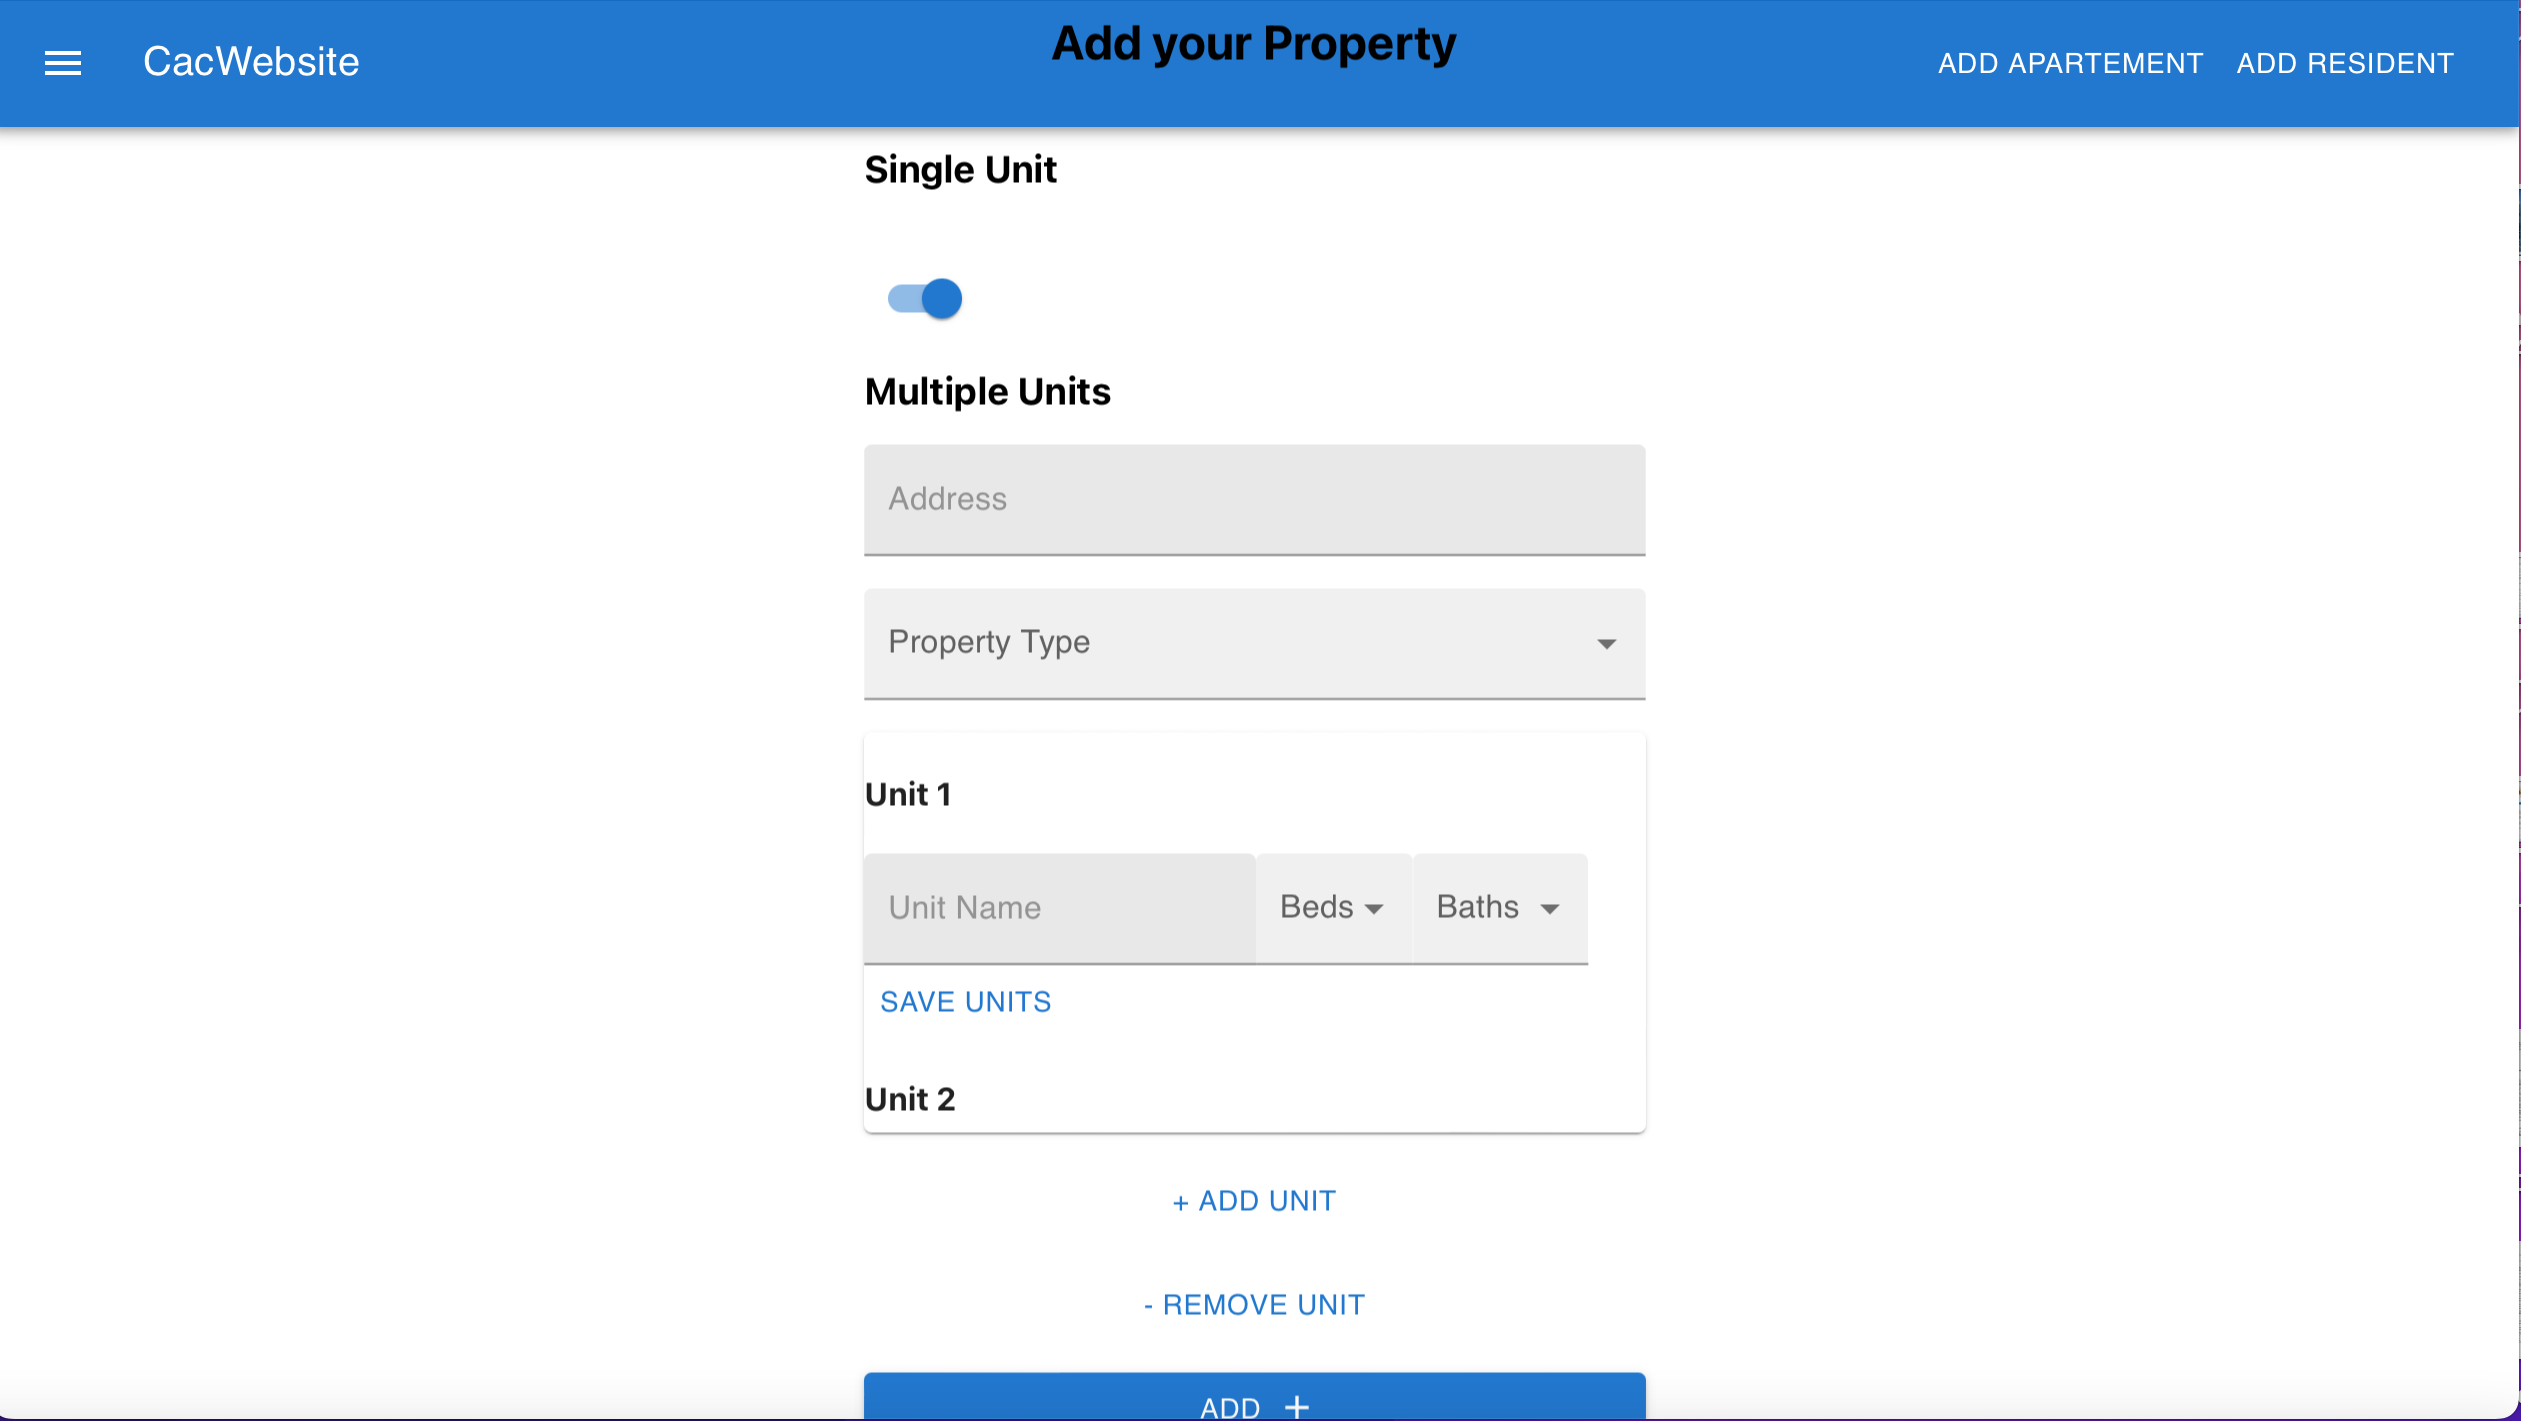 CacWebsite
Add your Property
ADD APARTEMENT
ADD RESIDENT
Single Unit
Multiple Units
Address
Property Type
Unit 1
Unit Name
Beds
Baths
SAVE UNITS
Unit 2
+ ADD UNIT
- REMOVE UNIT
ADD +